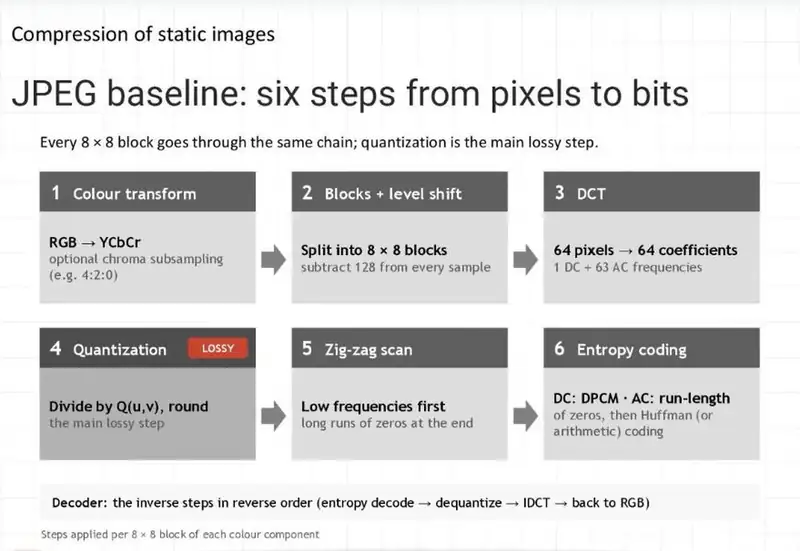 Compression of static images
JPEG baseline: six steps from pixels to bits
Every 8 × 8 block goes through the same chain; quantization is the main lossy step.
1 Colour transform
RGB → YCbCr
optional chroma subsampling
(e.g. 4:2:0)
2 Blocks + level shift
Split into 8 × 8 blocks
subtract 128 from every sample
3 DCT
64 pixels → 64 coefficients
1 DC + 63 AC frequencies
4 Quantization LOSSY
Divide by Q(u,v), round
the main lossy step
5 Zig-zag scan
Low frequencies first
long runs of zeros at the end
6 Entropy coding
DC: DPCM · AC: run-length
of zeros, then Huffman (or
arithmetic) coding
Decoder: the inverse steps in reverse order (entropy decode → dequantize → IDCT → back to RGB)
Steps applied per 8 × 8 block of each colour component